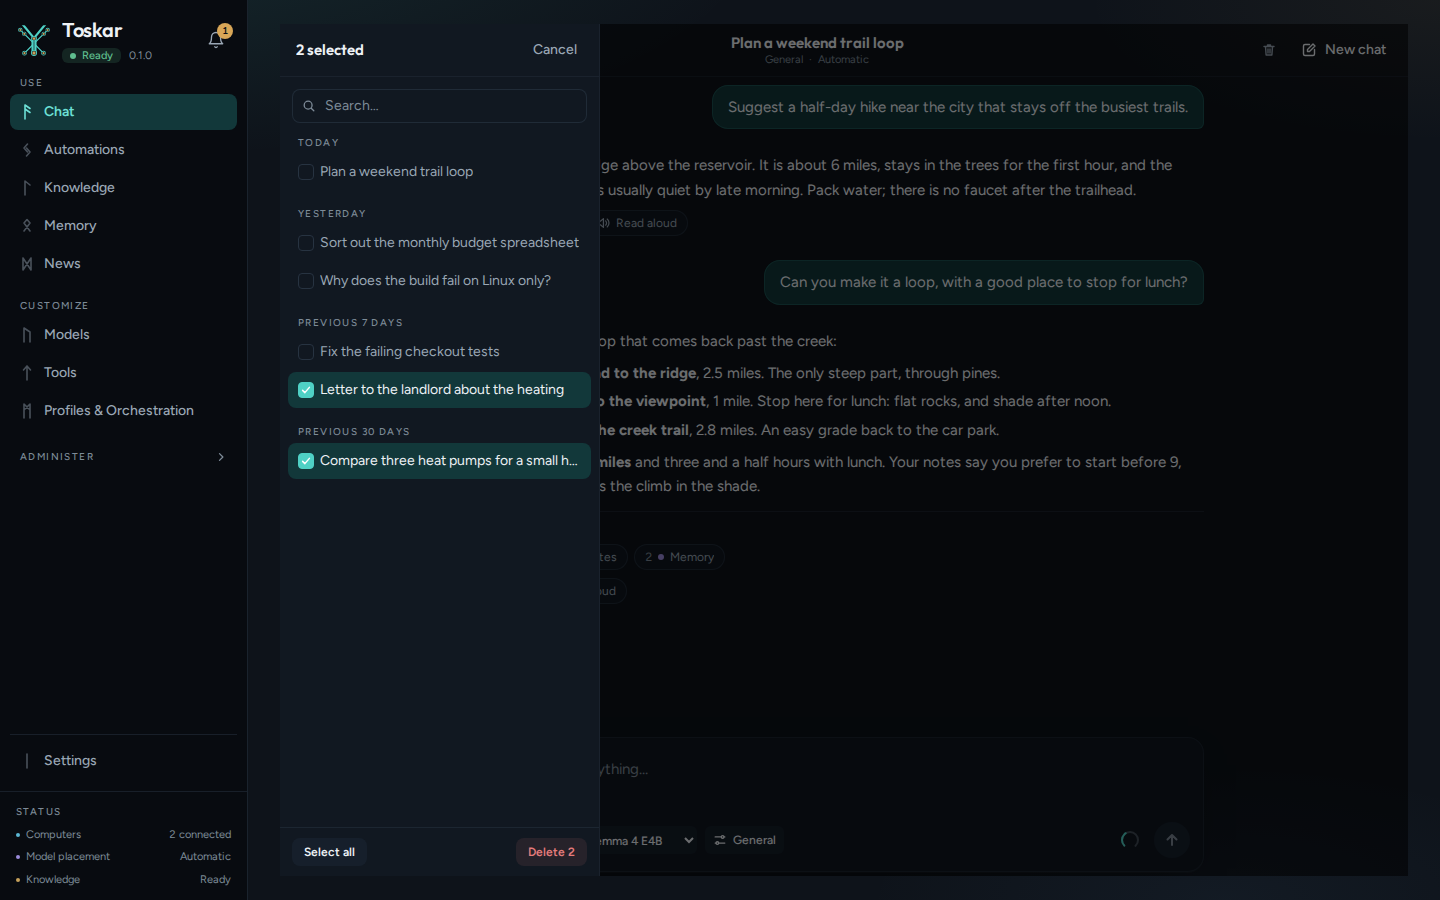 Toskar
Ready 0.1.0
1
USE
Chat
Automations
Knowledge
Memory
News
CUSTOMIZE
Models
Tools
Profiles & Orchestration
ADMINISTER
Settings
STATUS
Computers 2 connected
Model placement Automatic
Knowledge Ready
2 selected Cancel
Search...
TODAY
Plan a weekend trail loop
YESTERDAY
Sort out the monthly budget spreadsheet
Why does the build fail on Linux only?
PREVIOUS 7 DAYS
Fix the failing checkout tests
Letter to the landlord about the heating
PREVIOUS 30 DAYS
Compare three heat pumps for a small h...
Select all Delete 2
Plan a weekend trail loop
General · Automatic
New chat
Suggest a half-day hike near the city that stays off the busiest trails.
ge above the reservoir. It is about 6 miles, stays in the trees for the first hour, and the
s usually quiet by late morning. Pack water; there is no faucet after the trailhead.
Read aloud
Can you make it a loop, with a good place to stop for lunch?
op that comes back past the creek:
d to the ridge, 2.5 miles. The only steep part, through pines.
the viewpoint, 1 mile. Stop here for lunch: flat rocks, and shade after noon.
he creek trail, 2.8 miles. An easy grade back to the car park.
miles and three and a half hours with lunch. Your notes say you prefer to start before 9,
s the climb in the shade.
tes 2 Memory
ud
ything...
emma 4 E4B General